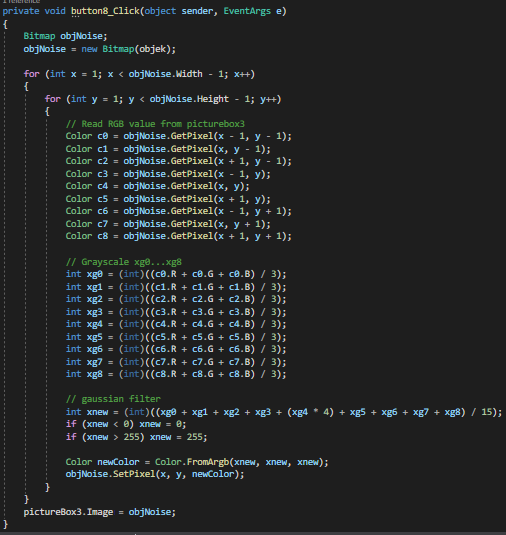 1 reference
private void button8_Click(object sender, EventArgs e)
{
Bitmap objNoise;
objNoise = new Bitmap(objek);
for (int x = 1; x < objNoise.Width - 1; x++)
{
for (int y = 1; y < objNoise.Height - 1; y++)
{
// Read RGB value from picturebox3
Color c0 = objNoise.GetPixel(x - 1, y - 1);
Color c1 = objNoise.GetPixel(x, y - 1);
Color c2 = objNoise.GetPixel(x + 1, y - 1);
Color c3 = objNoise.GetPixel(x - 1, y);
Color c4 = objNoise.GetPixel(x, y);
Color c5 = objNoise.GetPixel(x + 1, y);
Color c6 = objNoise.GetPixel(x - 1, y + 1);
Color c7 = objNoise.GetPixel(x, y + 1);
Color c8 = objNoise.GetPixel(x + 1, y + 1);
// Grayscale xg0...xg8
int xg0 = (int)((c0.R + c0.G + c0.B) / 3);
int xg1 = (int)((c1.R + c1.G + c1.B) / 3);
int xg2 = (int)((c2.R + c2.G + c2.B) / 3);
int xg3 = (int)((c3.R + c3.G + c3.B) / 3);
int xg4 = (int)((c4.R + c4.G + c4.B) / 3);
int xg5 = (int)((c5.R + c5.G + c5.B) / 3);
int xg6 = (int)((c6.R + c6.G + c6.B) / 3);
int xg7 = (int)((c7.R + c7.G + c7.B) / 3);
int xg8 = (int)((c8.R + c8.G + c8.B) / 3);
// gaussian filter
int xnew = (int)((xg0 + xg1 + xg2 + xg3 + (xg4 * 4) + xg5 + xg6 + xg7 + xg8) / 15);
if (xnew < 0) xnew = 0;
if (xnew > 255) xnew = 255;
Color newColor = Color.FromArgb(xnew, xnew, xnew);
objNoise.SetPixel(x, y, newColor);
}
}
pictureBox3.Image = objNoise;
}